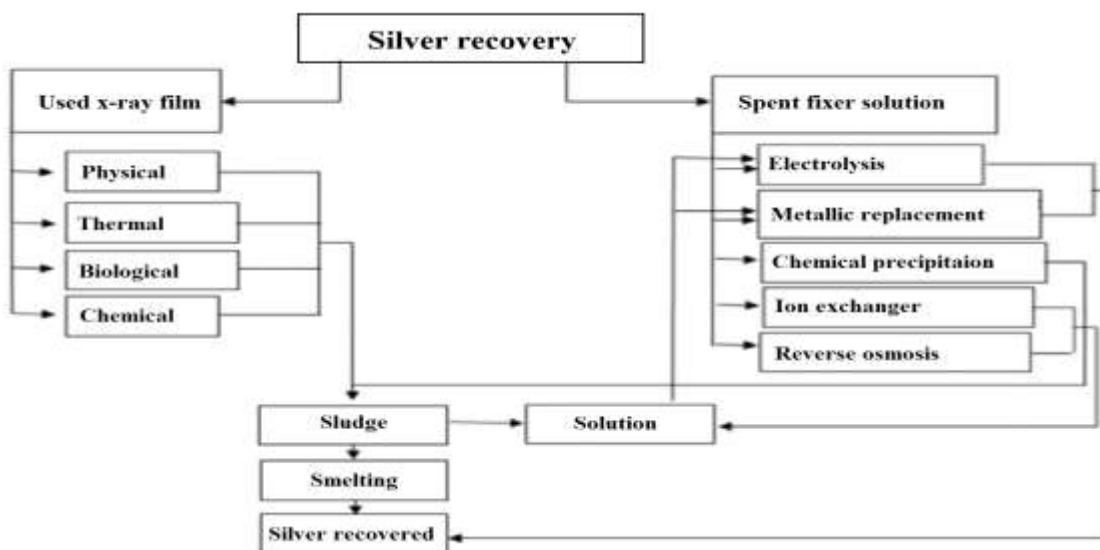 Silver recovery
Used x-ray film
Spent fixer solution
Physical
Thermal
Biological
Chemical
Electrolysis
Metallic replacement
Chemical precipitaion
Ion exchanger
Reverse osmosis
Sludge
Solution
Smelting
Silver recovered